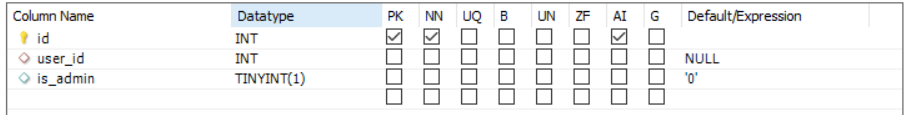 Column Name Datatype PK NN UQ B UN ZF AI G Default/Expression
id INT
user_id INT NULL
is_admin TINYINT(1) '0'